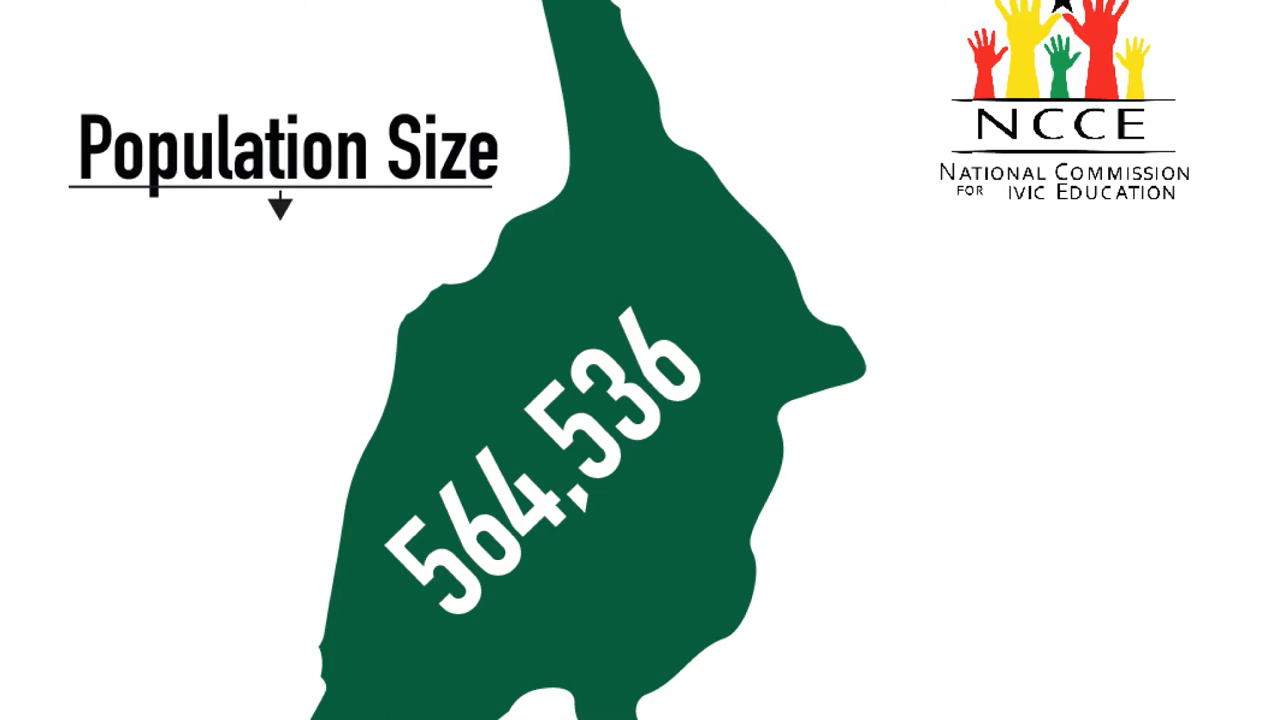 Population Size
564,536
NCCE
NATIONAL COMMISSION
FOR IVIC EDUCATION